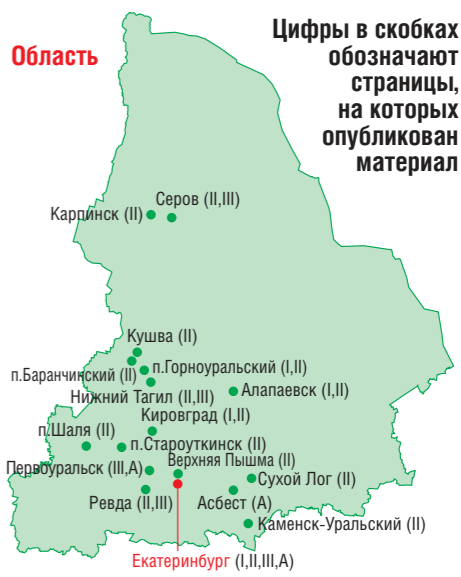 Область
Цифры в скобках
обозначают
страницы,
на которых
опубликован
материал
Карпинск (II)
Серов (II,III)
Кушва (II)
п.Баранчинский (II)
п.Горноуральский (I,II)
Нижний Тагил (II,III)
Алапаевск (I,II)
Кировград (I,II)
п.Шаля (II)
п.Староуткинск (II)
Первоуральск (III,А)
Верхняя Пышма (II)
Сухой Лог (II)
Ревда (II,III)
Асбест (А)
Каменск-Уральский (II)
Екатеринбург (I,II,III,А)